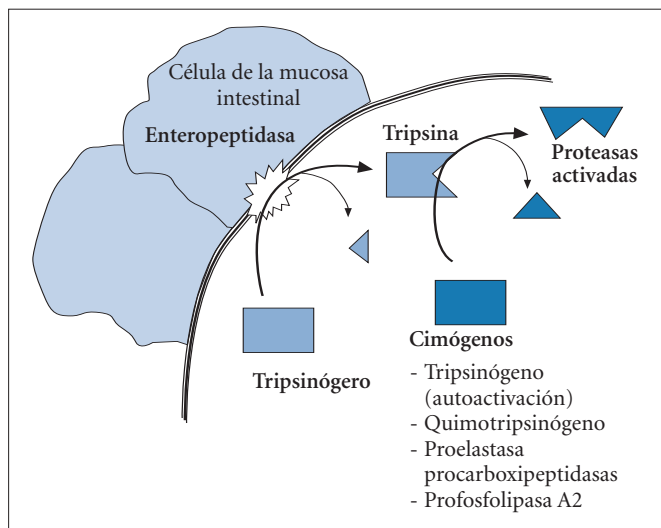 Célula de la mucosa
intestinal
Enteropeptidasa
Tripsina
Proteasas
activadas
Tripsinógero
Cimógenos
- Tripsinógeno
(autoactivación)
- Quimotripsinógeno
- Proelastasa
procarboxipeptidasas
- Profosfolipasa A2